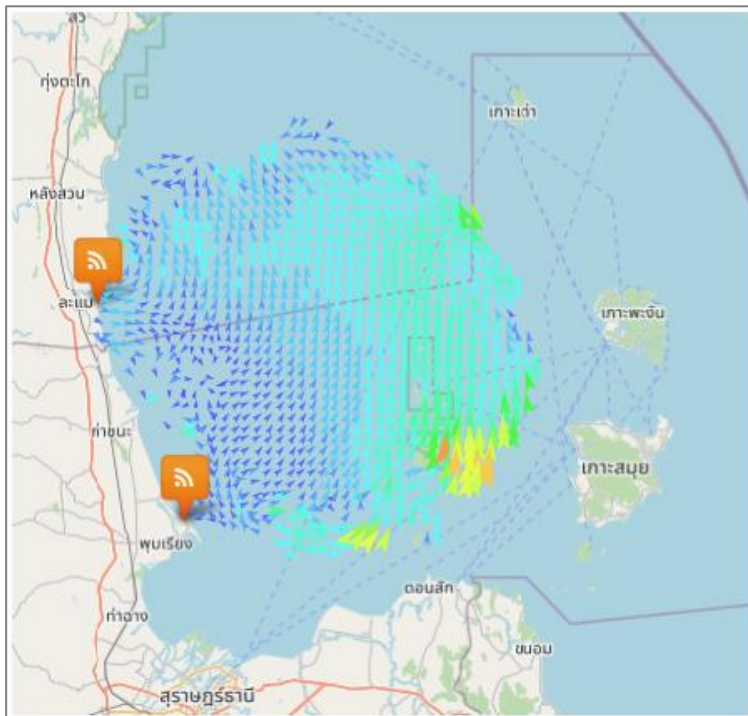 สวี
ทุ่งตะโก
เกาะเต่า
หลังสวน
ละแม
เกาะพะงัน
ท่าชนะ
เกาะสมุย
พุมเรียง
ดอนสัก
ท่าฉาง
ขนอม
สุราษฎร์ธานี